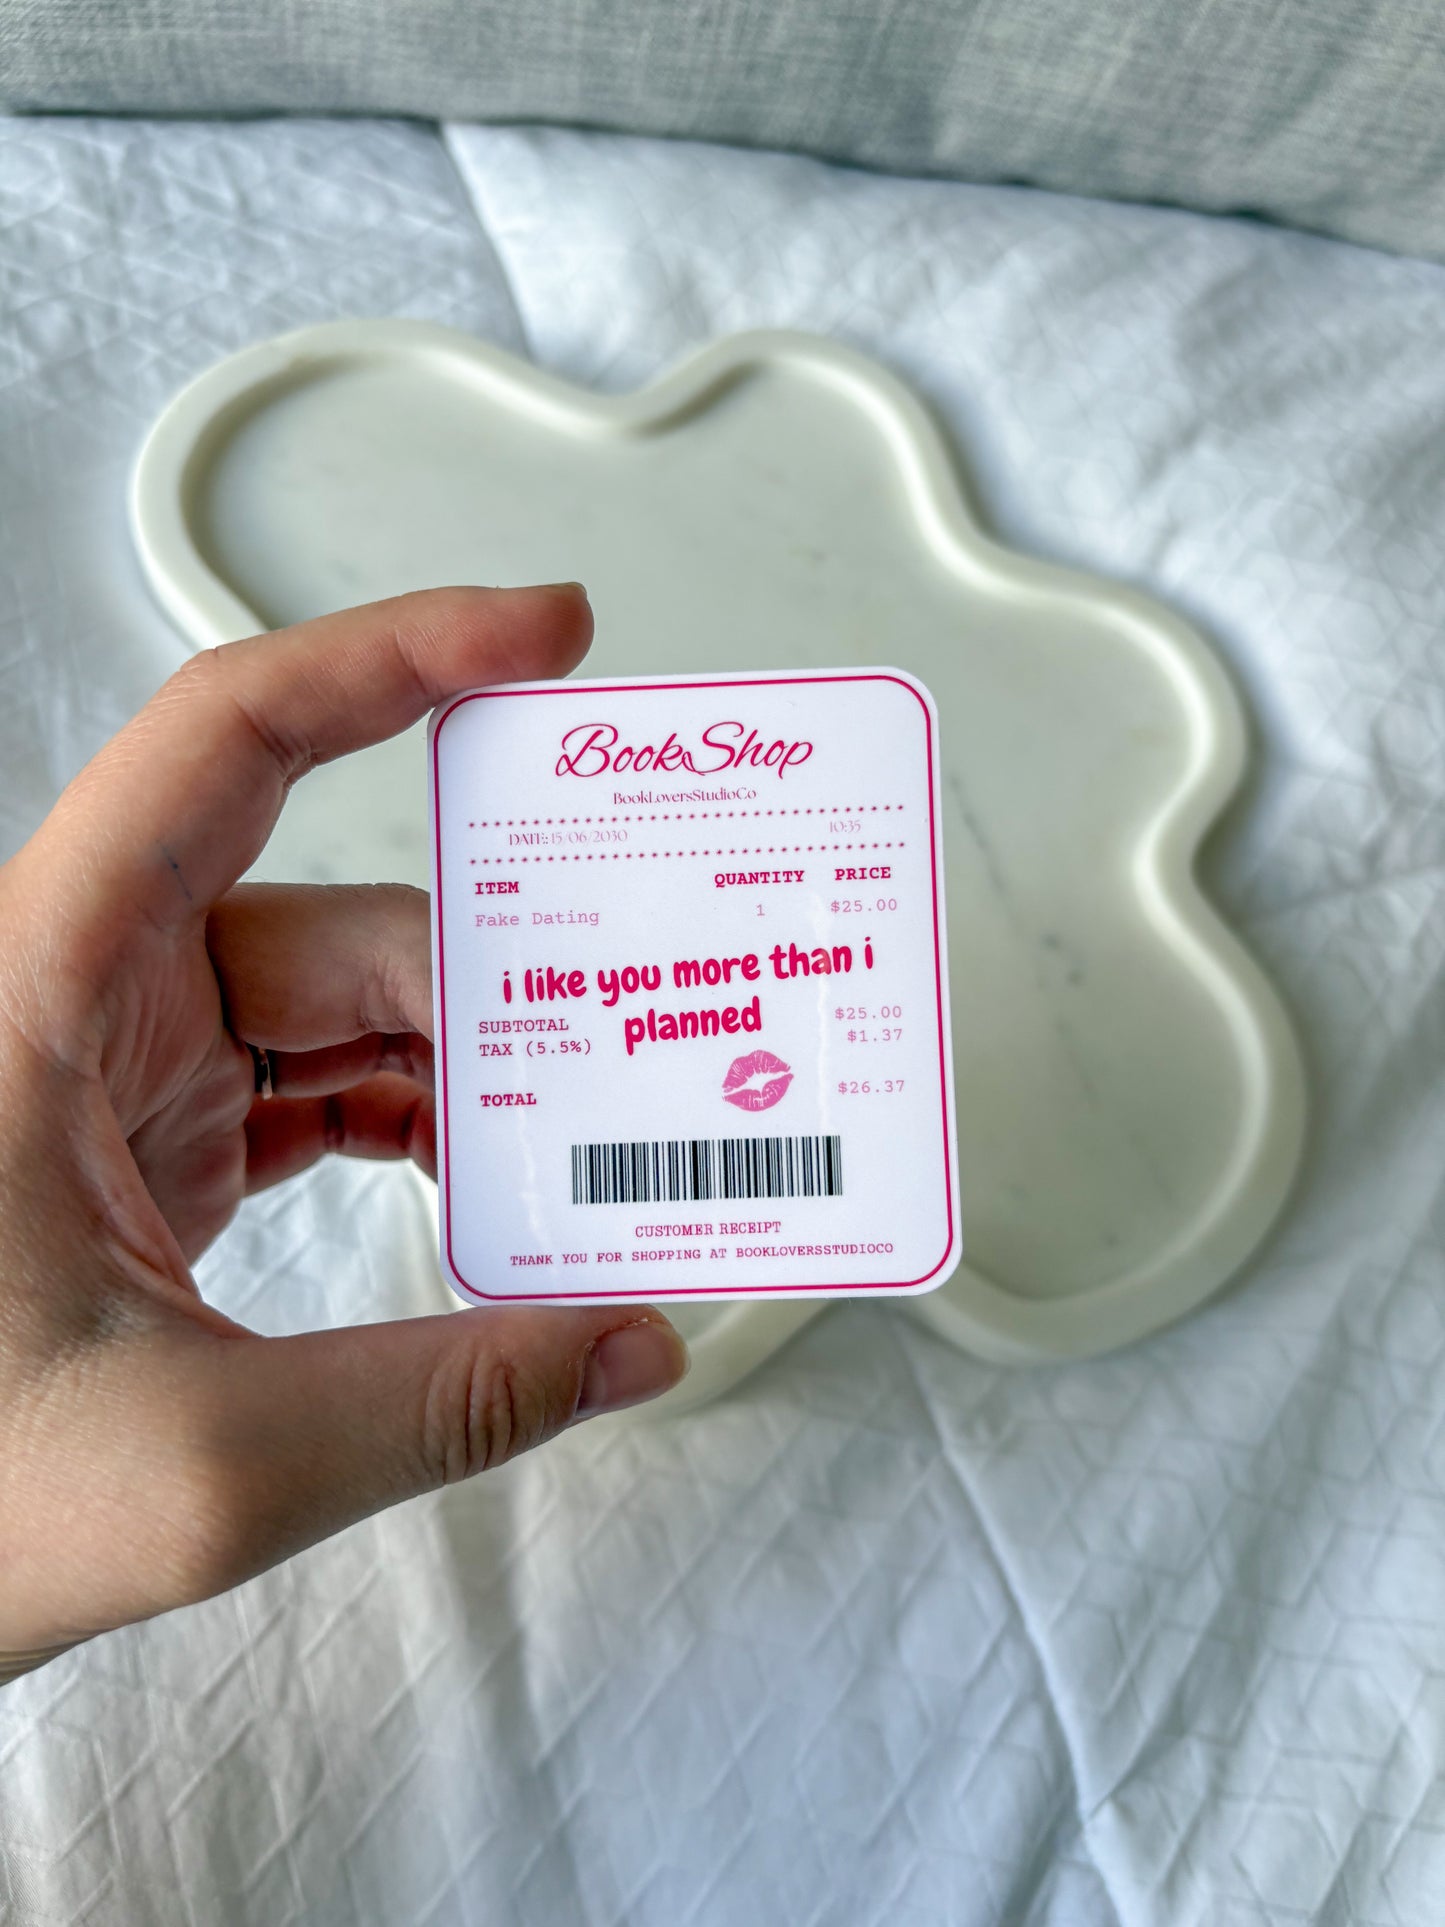 Book Shop
BookLoversStudioCo
DATE: 15/06/2030 10:35
ITEM QUANTITY PRICE
Fake Dating 1 $25.00
i like you more than i
planned
SUBTOTAL $25.00
TAX (5.5%) $1.37
TOTAL $26.37
CUSTOMER RECEIPT
THANK YOU FOR SHOPPING AT BOOKLOVERSSTUDIOCO